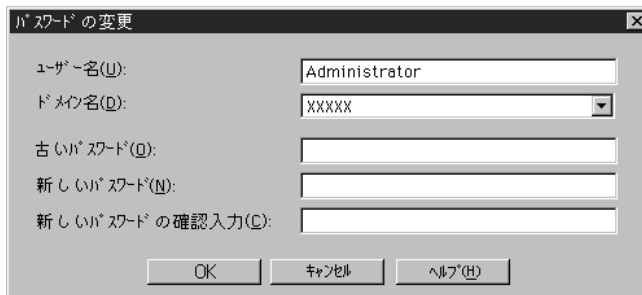 ﾊﾟｽﾜｰﾄﾞの変更
ﾕｰｻﾞｰ名(U): Administrator
ﾄﾞﾒｲﾝ名(D): XXXXX
古いﾊﾟｽﾜｰﾄﾞ(O):
新しいﾊﾟｽﾜｰﾄﾞ(N):
新しいﾊﾟｽﾜｰﾄﾞの確認入力(C):
OK ｷｬﾝｾﾙ ﾍﾙﾌﾟ(H)